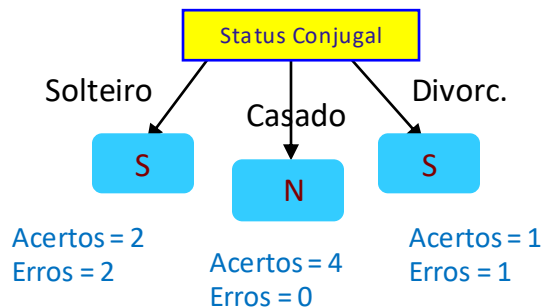 Status Conjugal
Solteiro
Casado
Divorc.
S
N
S
Acertos = 2
Erros = 2
Acertos = 4
Erros = 0
Acertos = 1
Erros = 1